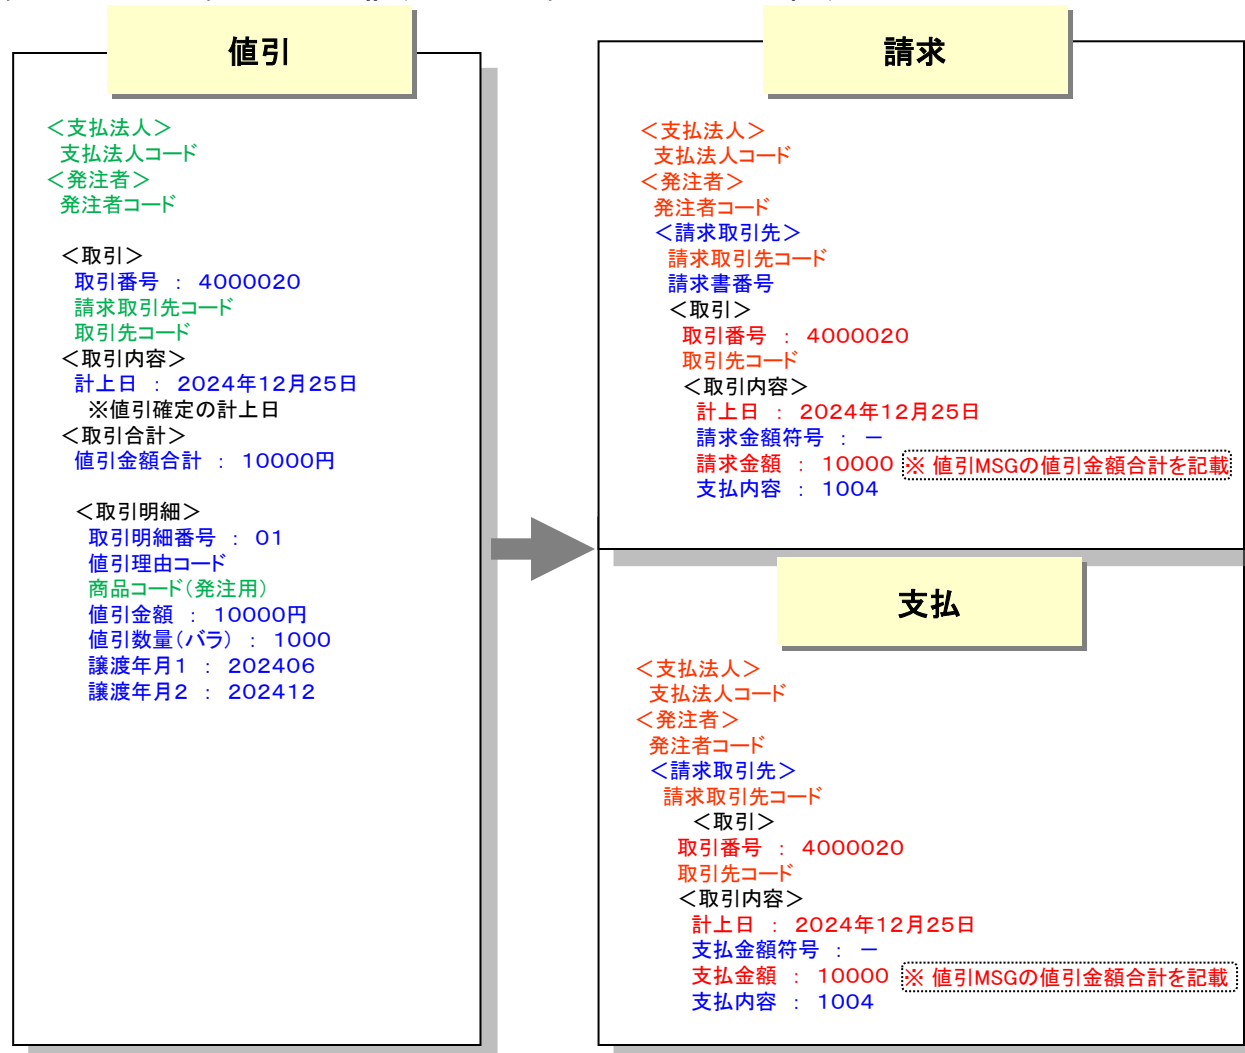 値引
＜支払法人＞
支払法人コード
＜発注者＞
発注者コード
＜取引＞
取引番号　：　4000020
請求取引先コード
取引先コード
＜取引内容＞
計上日　：　2024年12月25日
※値引確定の計上日
＜取引合計＞
値引金額合計　：　10000円
＜取引明細＞
取引明細番号　：　01
値引理由コード
商品コード（発注用）
値引金額　：　10000円
値引数量（バラ）　：　1000
譲渡年月1　：　202406
譲渡年月2　：　202412
請求
＜支払法人＞
支払法人コード
＜発注者＞
発注者コード
＜請求取引先＞
請求取引先コード
請求書番号
＜取引＞
取引番号　：　4000020
取引先コード
＜取引内容＞
計上日　：　2024年12月25日
請求金額符号　：　－
請求金額　：　10000　※ 値引MSGの値引金額合計を記載
支払内容　：　1004
支払
＜支払法人＞
支払法人コード
＜発注者＞
発注者コード
＜請求取引先＞
請求取引先コード
＜取引＞
取引番号　：　4000020
取引先コード
＜取引内容＞
計上日　：　2024年12月25日
支払金額符号　：　－
支払金額　：　10000　※ 値引MSGの値引金額合計を記載
支払内容　：　1004